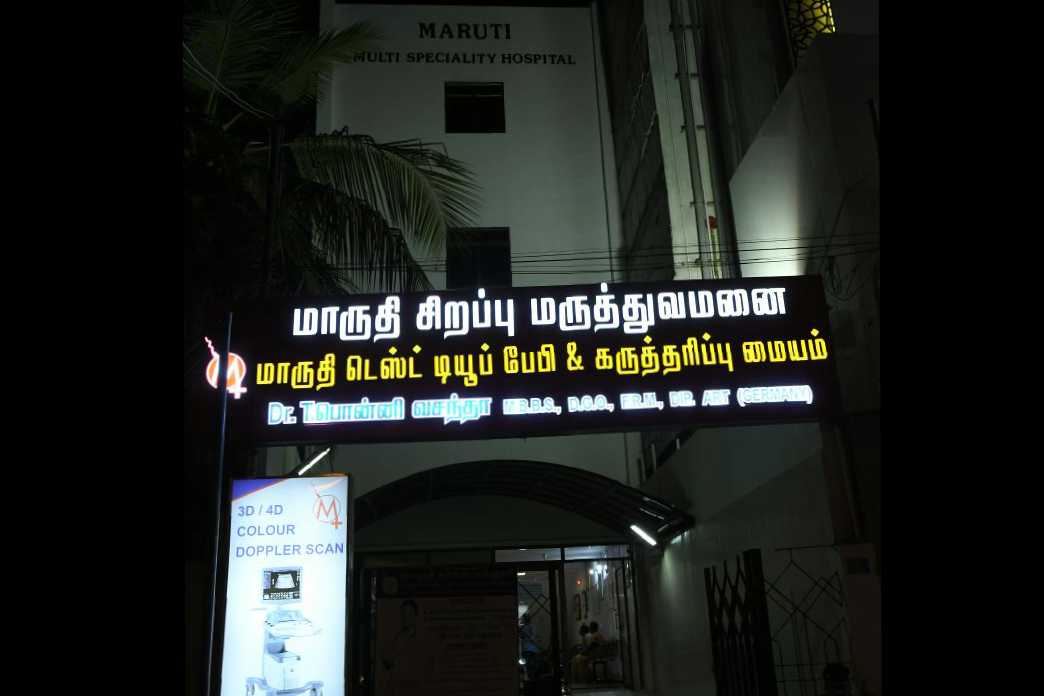 MARUTI
MULTI SPECIALITY HOSPITAL
மாருதி சிறப்பு மருத்துவமனை
மாருதி டெஸ்ட் டியூப் பேபி & கருத்தரிப்பு மையம்
Dr. T.பொன்னி வசந்தா M.B.B.S., D.G.O., F.R.M., DIP. ART (GERMANY)
M
3D / 4D
COLOUR
DOPPLER SCAN